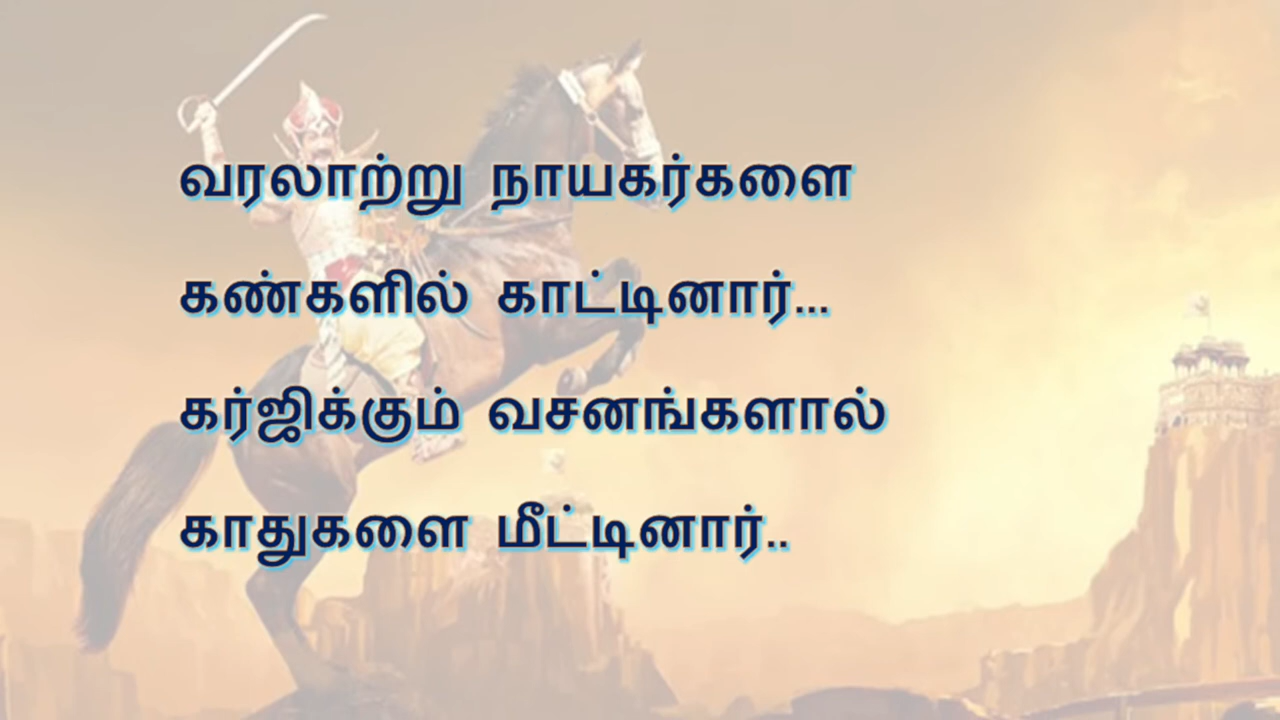 வரலாற்று நாயகர்களை
கண்களில் காட்டினார்...
கர்ஜிக்கும் வசனங்களால்
காதுகளை மீட்டினார்..